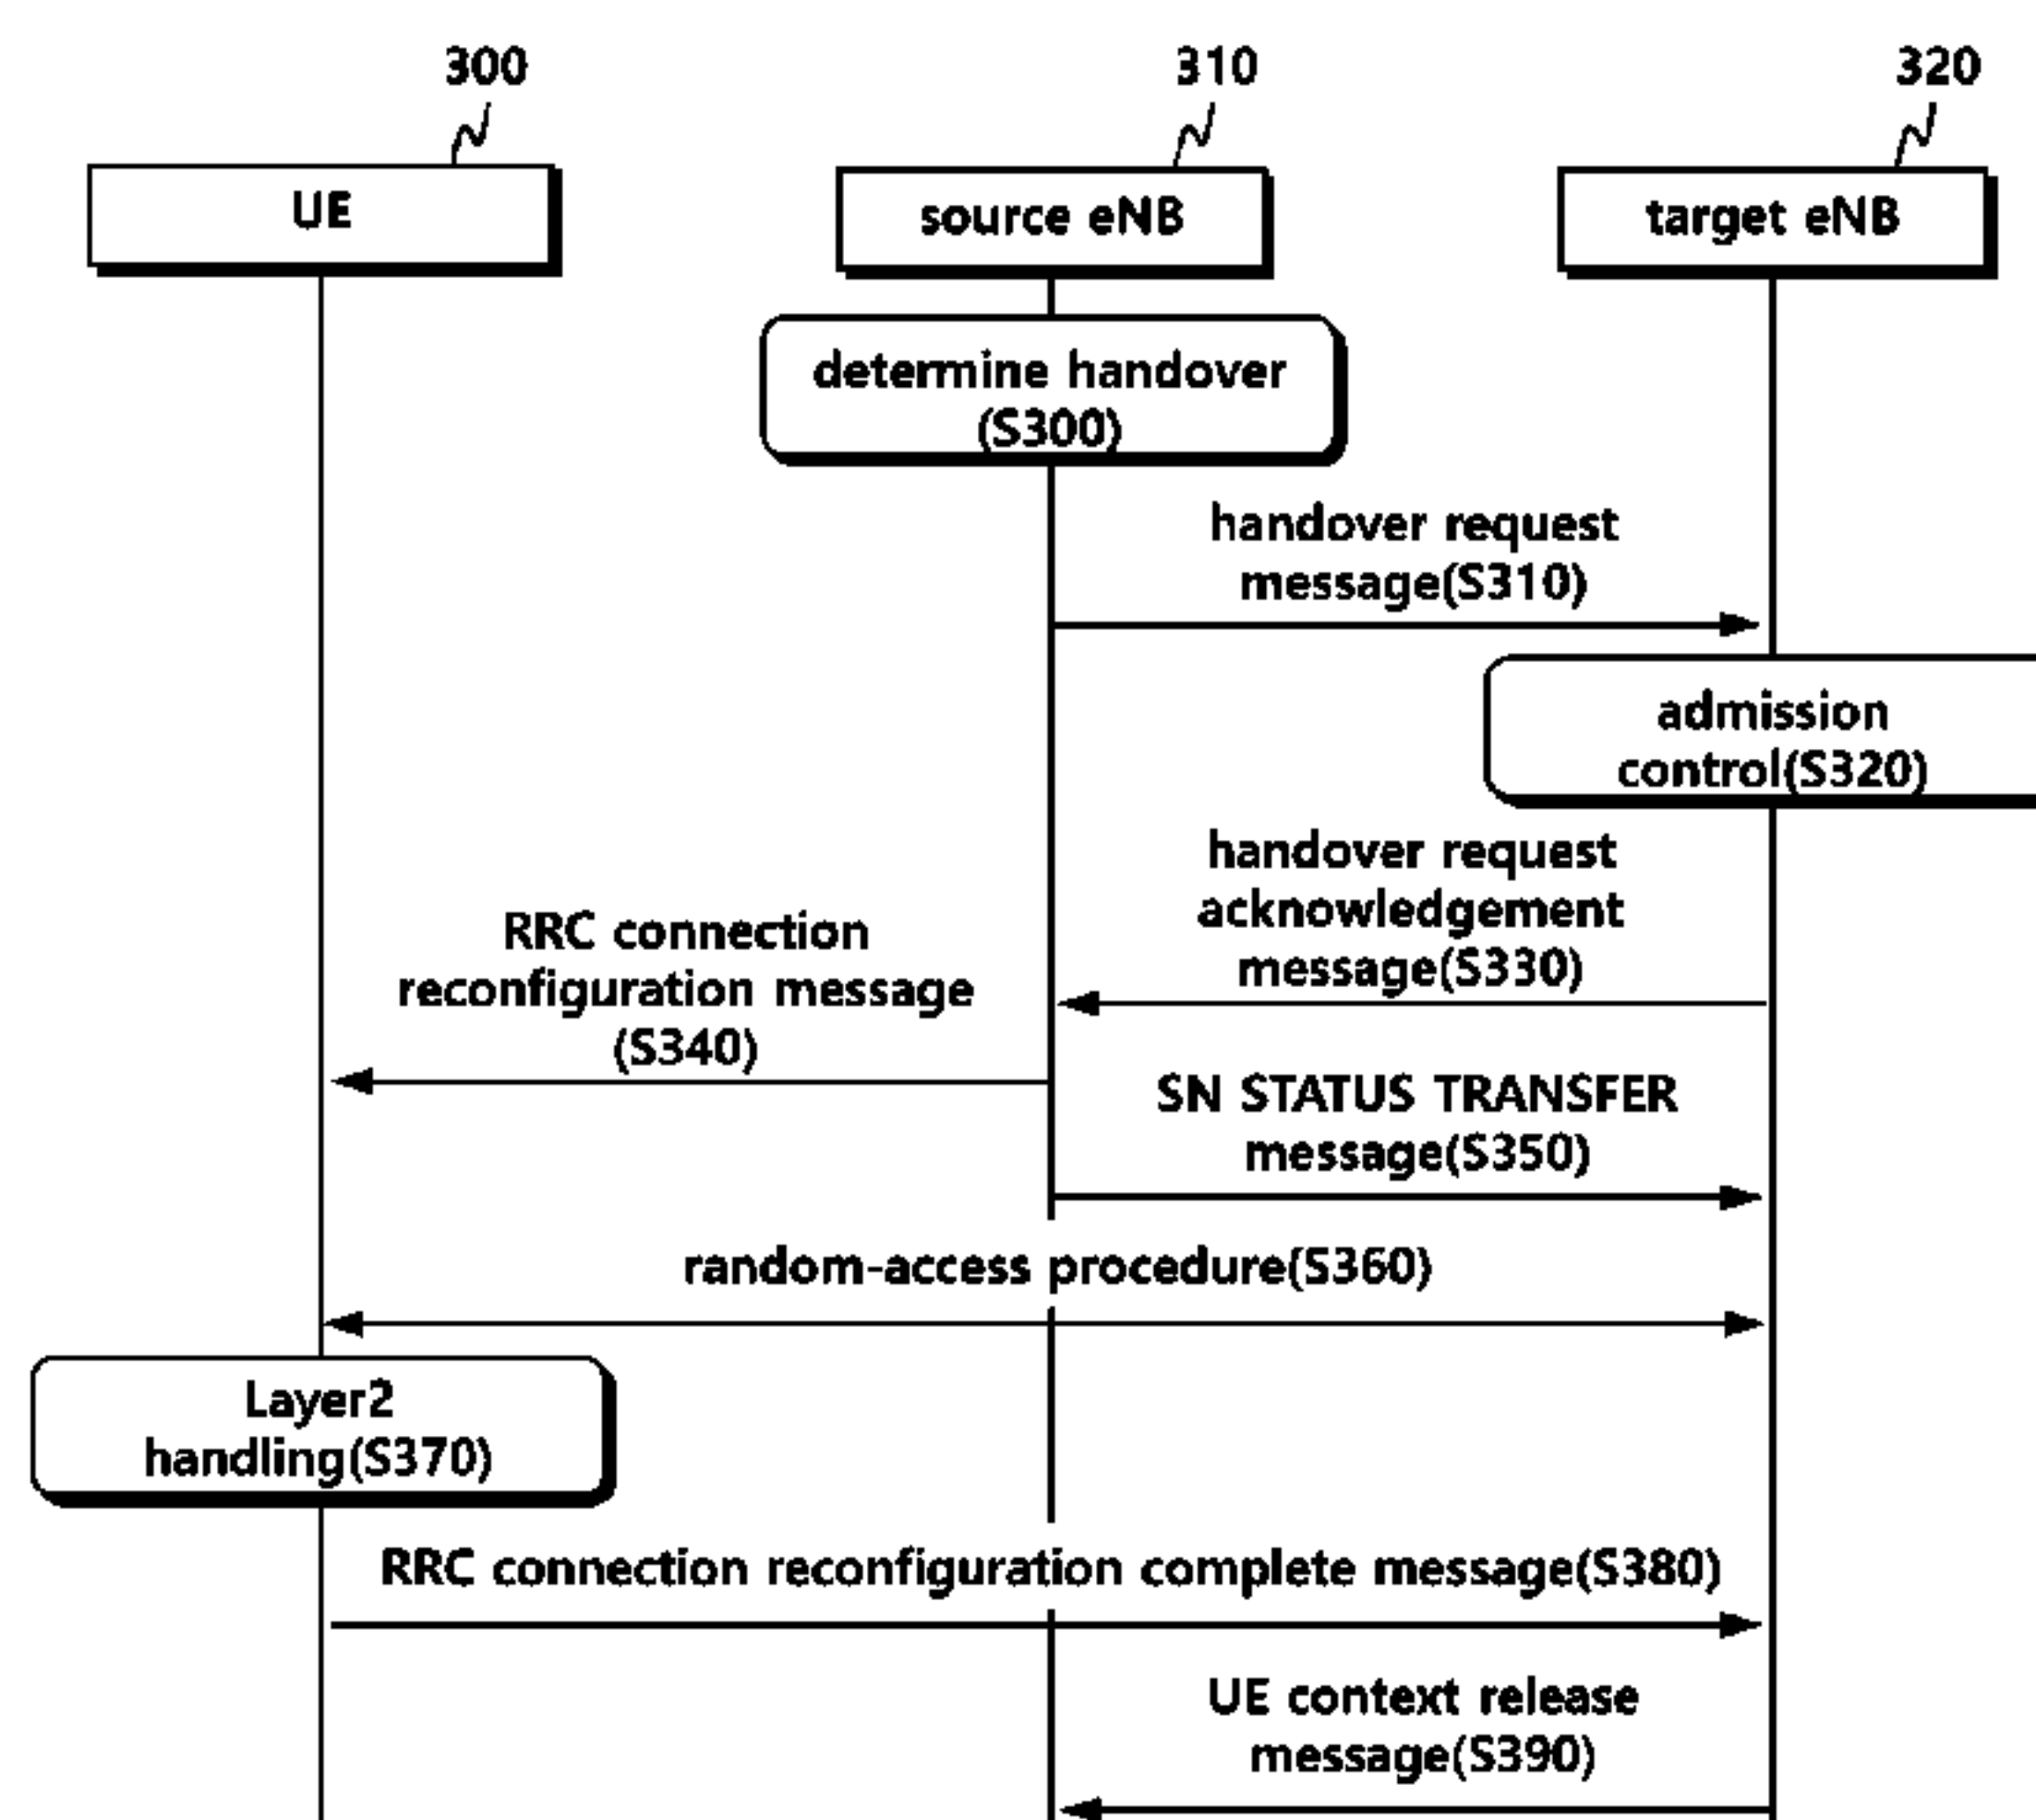 300
310
320
UE
source eNB
target eNB
determine handover
(S300)
handover request
message(S310)
admission
control(S320)
handover request
acknowledgement
message(S330)
RRC connection
reconfiguration message
(S340)
SN STATUS TRANSFER
message(S350)
random-access procedure(S360)
Layer2
handling(S370)
RRC connection reconfiguration complete message(S380)
UE context release
message(S390)